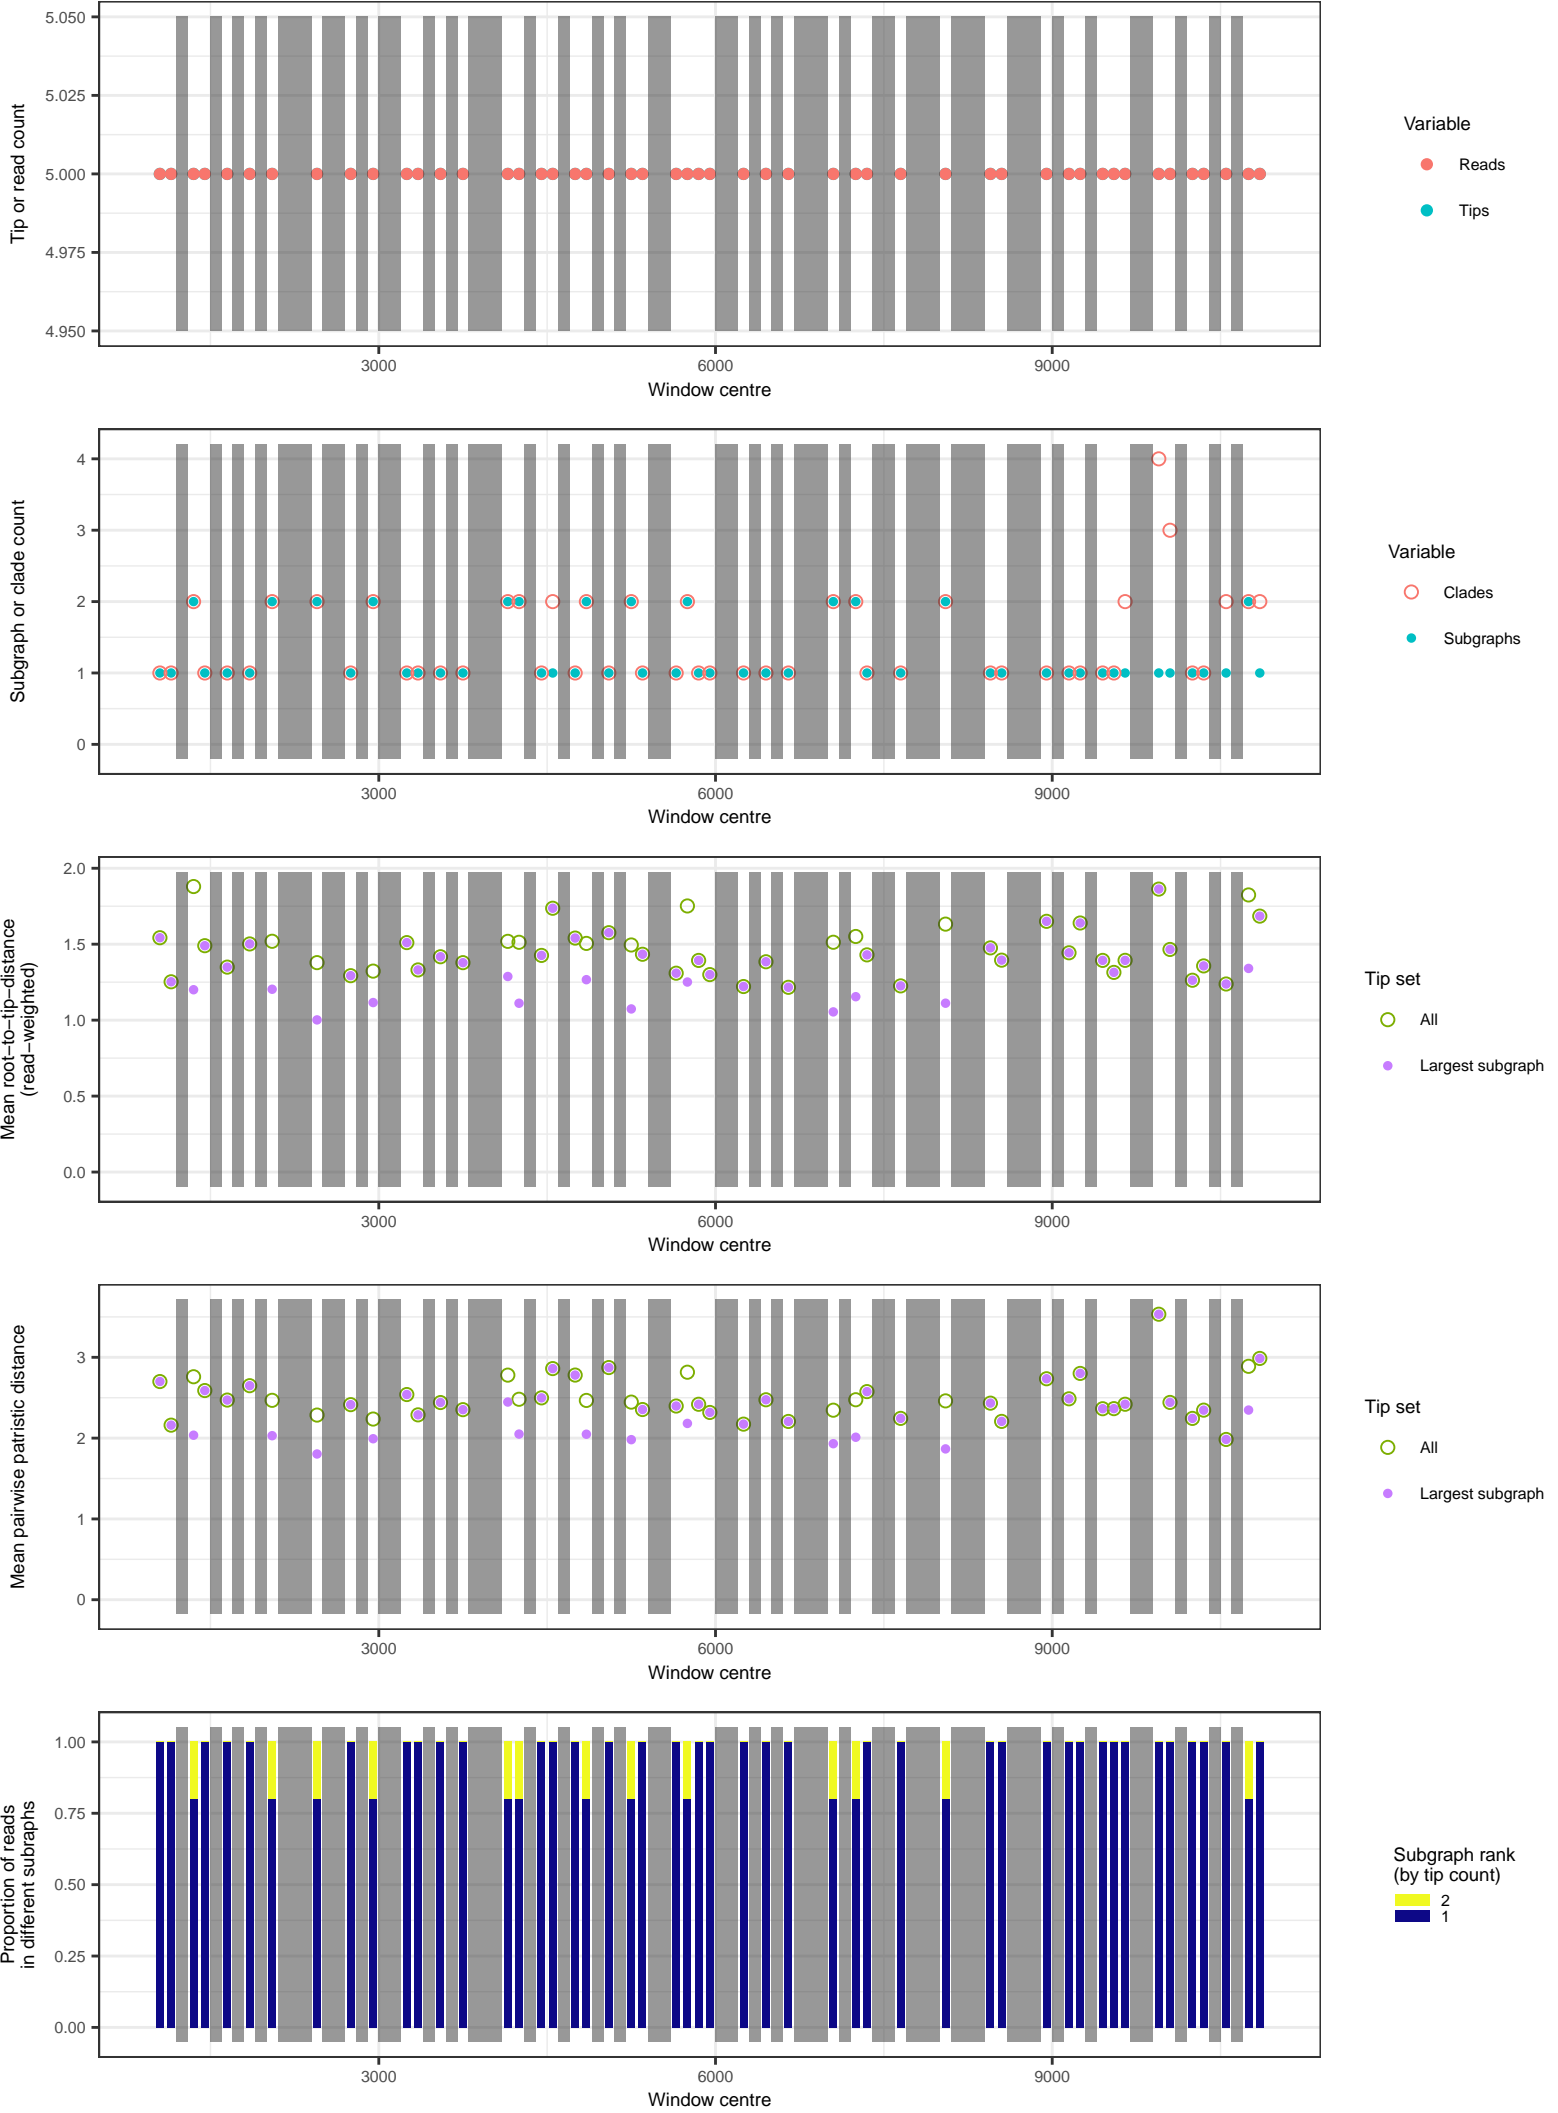 5.050
5.025
5.000
4.975
4.950
Tip or read count
3000
6000
9000
Window centre
Variable
Reads
Tips
4
3
2
1
0
Subgraph or clade count
3000
6000
9000
Window centre
Variable
Clades
Subgraphs
2.0
1.5
1.0
0.5
0.0
Mean root−to−tip−distance
(read−weighted)
3000
6000
9000
Window centre
Tip set
All
Largest subgraph
3
2
1
0
Mean pairwise patristic distance
3000
6000
9000
Window centre
Tip set
All
Largest subgraph
1.00
0.75
0.50
0.25
0.00
Proportion of reads
in different subraphs
3000
6000
9000
Window centre
Subgraph rank
(by tip count)
2
1